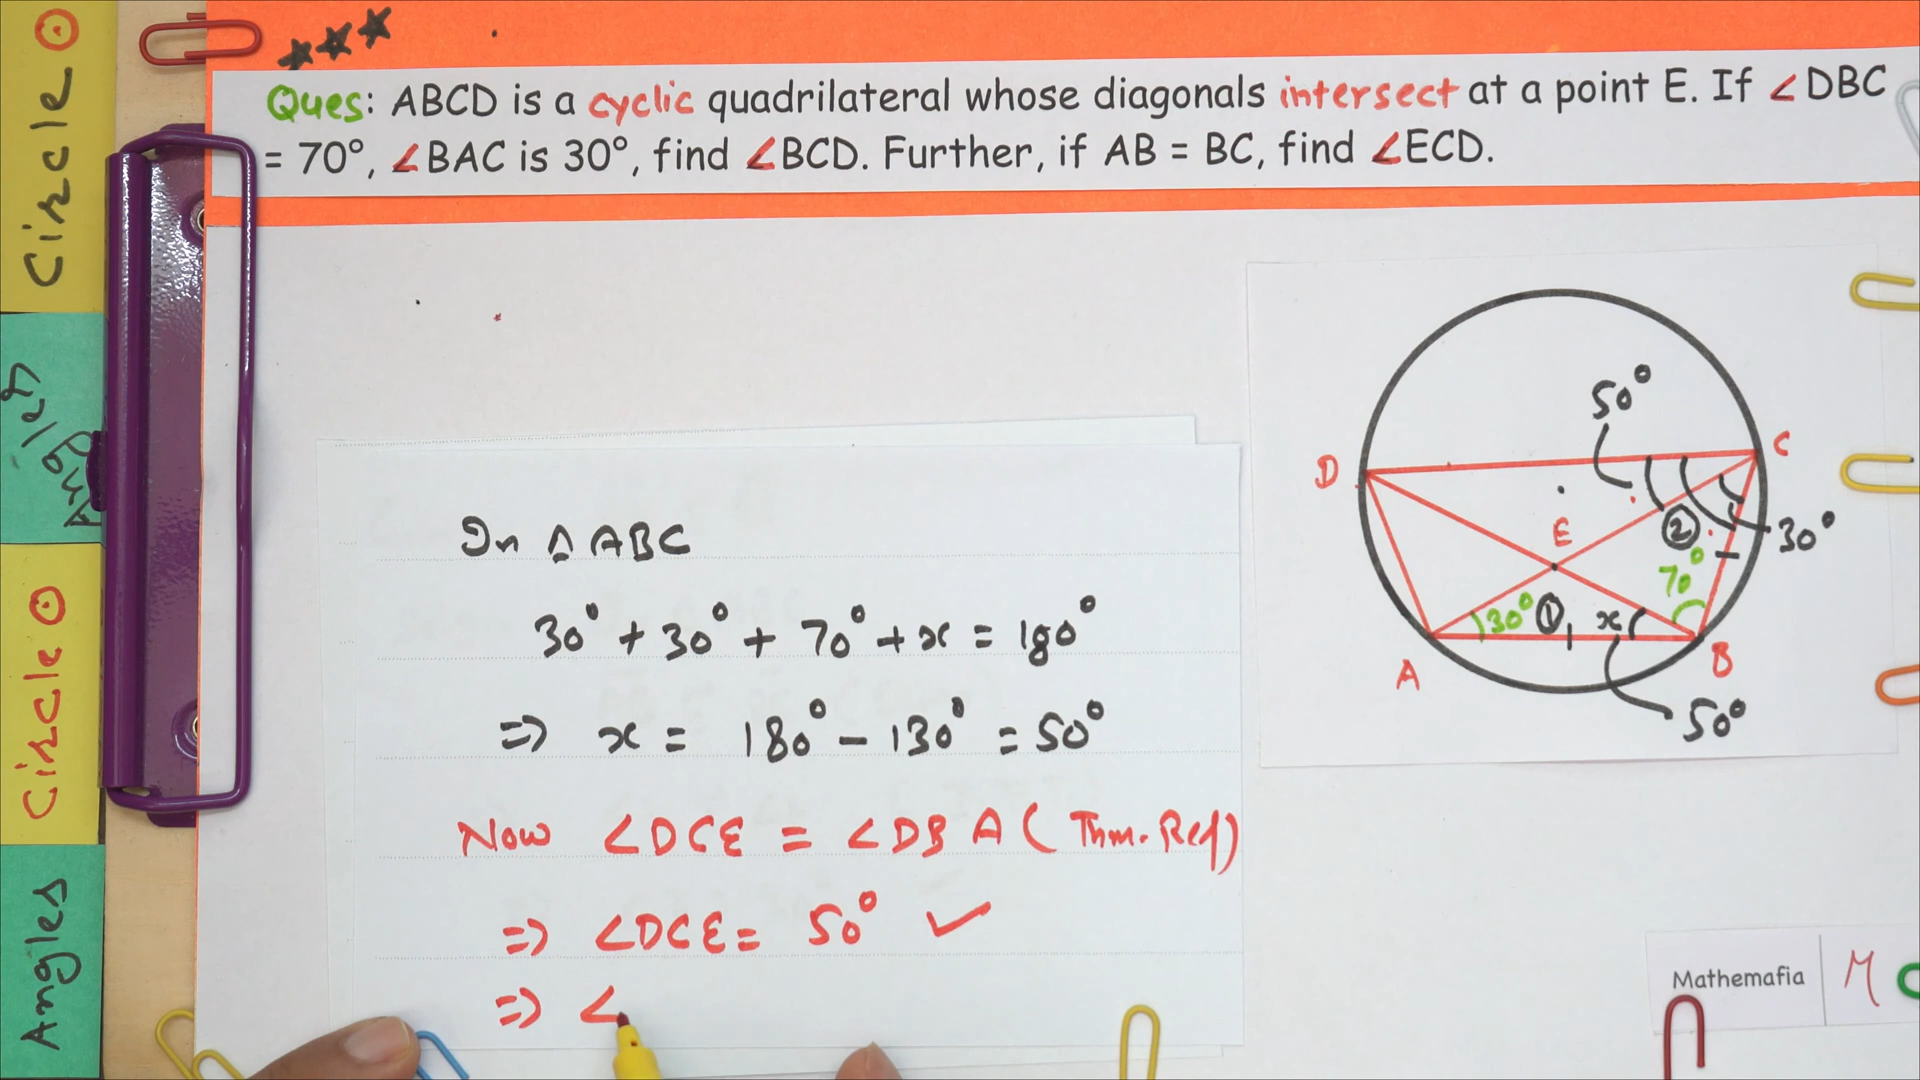 Ques: ABCD is a cyclic quadrilateral whose diagonals intersect at a point E. If ∠DBC
= 70°, ∠BAC is 30°, find ∠BCD. Further, if AB = BC, find ∠ECD.
Circle
Angles
Circle
Angles
In △ ABC
30° + 30° + 70° + x = 180°
⇒ x = 180° - 130° = 50°
Now ∠DCE = ∠DBA (Thm. Ref)
⇒ ∠DCE = 50° ✓
⇒ ∠
50°
D
C
E
2
30°
70°
30°
1
x
A
B
50°
Mathemafia
M